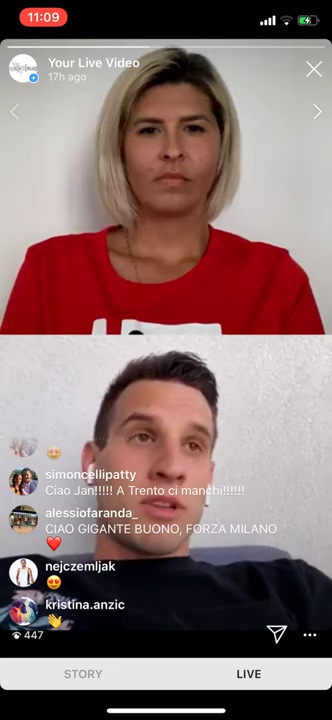 11:09
Your Live Video
17h ago
simoncellipatty
Ciao Jan!!!!! A Trento ci manchi!!!!!!
alessiofaranda_
CIAO GIGANTE BUONO, FORZA MILANO
nejczemljak
kristina.anzic
447
STORY
LIVE